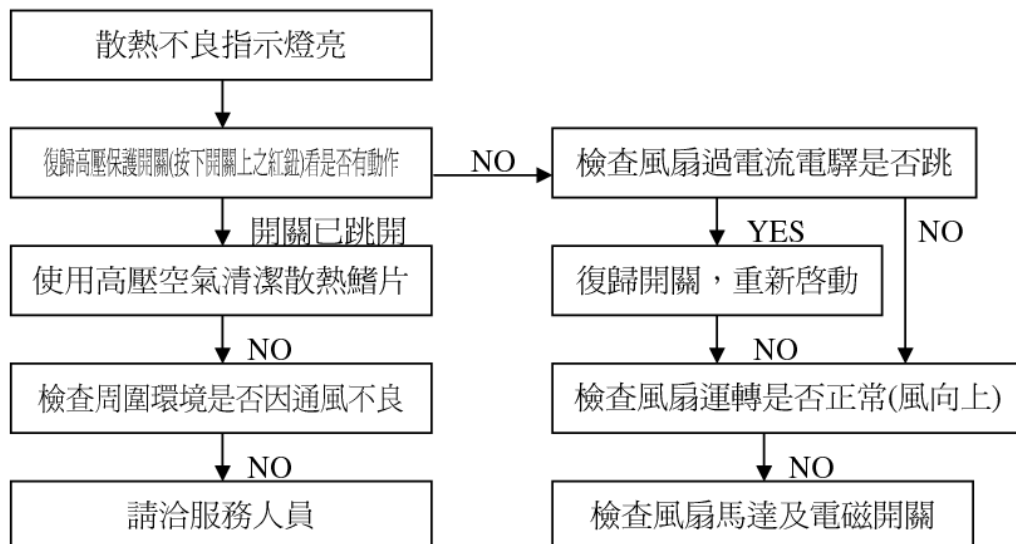 散熱不良指示燈亮
復歸高壓保護開關(按下開關上之紅鈕)看是否有動作
NO
檢查風扇過電流電驛是否跳
開關已跳開
YES
NO
使用高壓空氣清潔散熱鰭片
復歸開關，重新啓動
NO
NO
檢查周圍環境是否因通風不良
檢查風扇運轉是否正常(風向上)
NO
NO
請洽服務人員
檢查風扇馬達及電磁開關